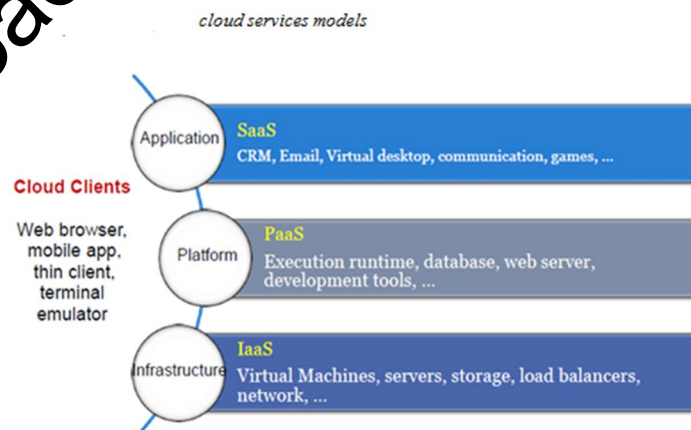 cloud services models
Application
SaaS
CRM, Email, Virtual desktop, communication, games, ...
Cloud Clients
Web browser,
mobile app,
thin client,
terminal
emulator
Platform
PaaS
Execution runtime, database, web server,
development tools, ...
Infrastructure
IaaS
Virtual Machines, servers, storage, load balancers,
network, ...